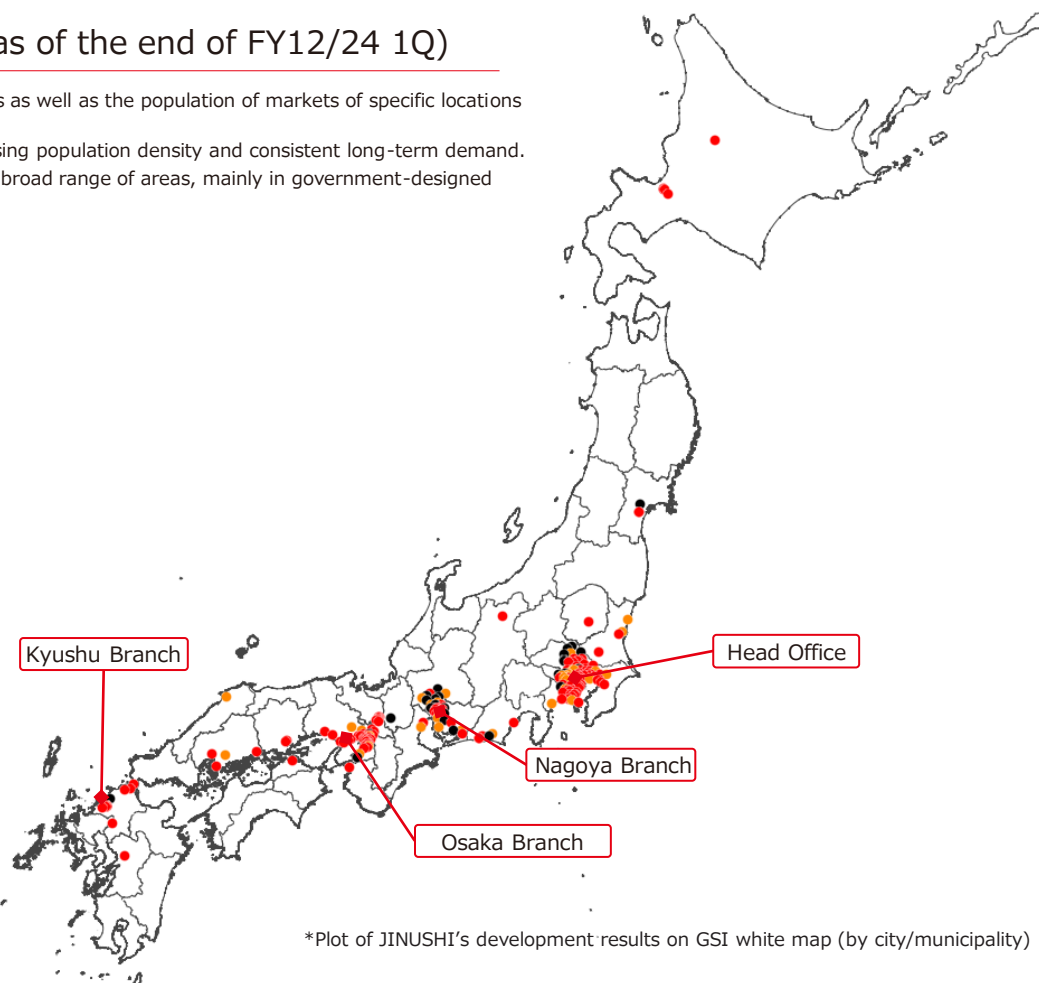 as of the end of FY12/24 1Q)
as well as the population of markets of specific locations
sing population density and consistent long-term demand.
broad range of areas, mainly in government-designed
Kyushu Branch
Head Office
Nagoya Branch
Osaka Branch
*Plot of JINUSHI's development results on GSI white map (by city/municipality)